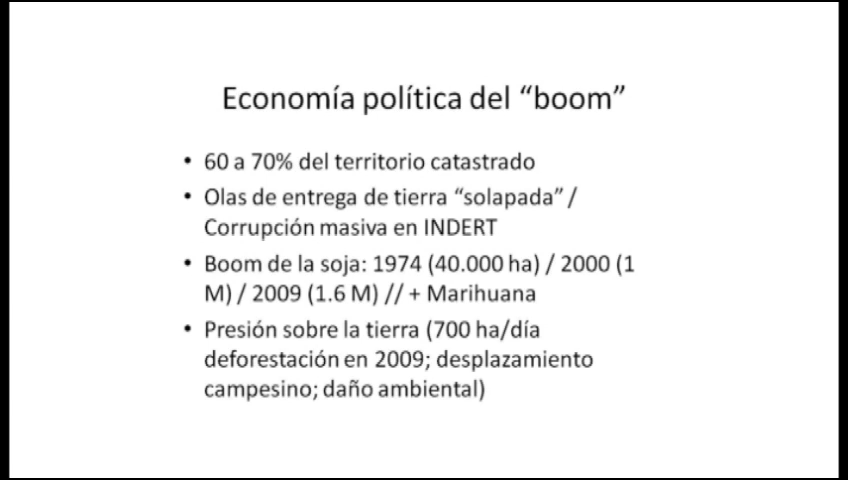 Economía política del “boom”
• 60 a 70% del territorio catastrado
• Olas de entrega de tierra “solapada” /
Corrupción masiva en INDERT
• Boom de la soja: 1974 (40.000 ha) / 2000 (1
M) / 2009 (1.6 M) // + Marihuana
• Presión sobre la tierra (700 ha/día
deforestación en 2009; desplazamiento
campesino; daño ambiental)